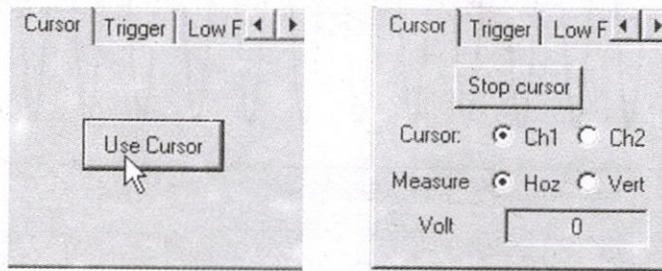 Cursor Trigger Low F
Use Cursor
Cursor Trigger Low F
Stop cursor
Cursor: Ch1 Ch2
Measure Hoz Vert
Volt 0